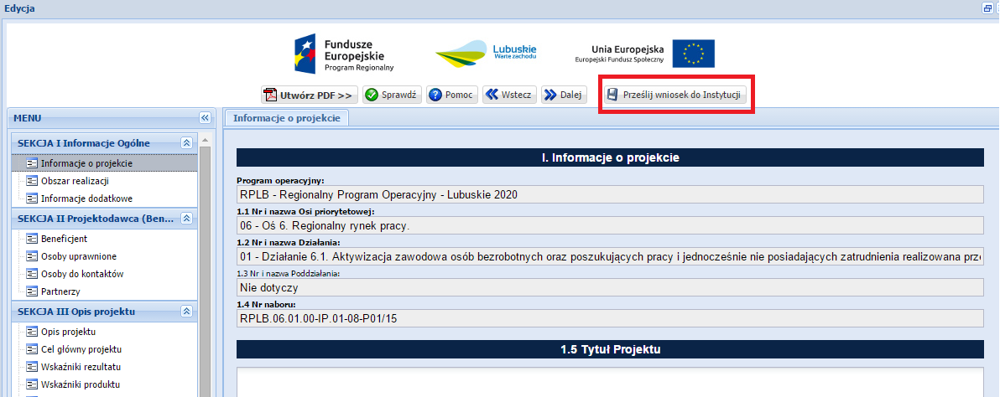 Edycja
Fundusze
Europejskie
Program Regionalny
Lubuskie
Warte zachodu
Unia Europejska
Europejski Fundusz Społeczny
Utwórz PDF >>
Sprawdź
Pomoc
Wstecz
Dalej
Prześlij wniosek do Instytucji
MENU
SEKCJA I Informacje Ogólne
Informacje o projekcie
Obszar realizacji
Informacje dodatkowe
SEKCJA II Projektodawca (Ben...
Beneficjent
Osoby uprawnione
Osoby do kontaktów
Partnerzy
SEKCJA III Opis projektu
Opis projektu
Cel główny projektu
Wskaźniki rezultatu
Wskaźniki produktu
Informacje o projekcie
I. Informacje o projekcie
Program operacyjny:
RPLB - Regionalny Program Operacyjny - Lubuskie 2020
1.1 Nr i nazwa Osi priorytetowej:
06 - Oś 6. Regionalny rynek pracy.
1.2 Nr i nazwa Działania:
01 - Działanie 6.1. Aktywizacja zawodowa osób bezrobotnych oraz poszukujących pracy i jednocześnie nie posiadających zatrudnienia realizowana prze
1.3 Nr i nazwa Poddziałania:
Nie dotyczy
1.4 Nr naboru:
RPLB.06.01.00-IP.01-08-P01/15
1.5 Tytuł Projektu